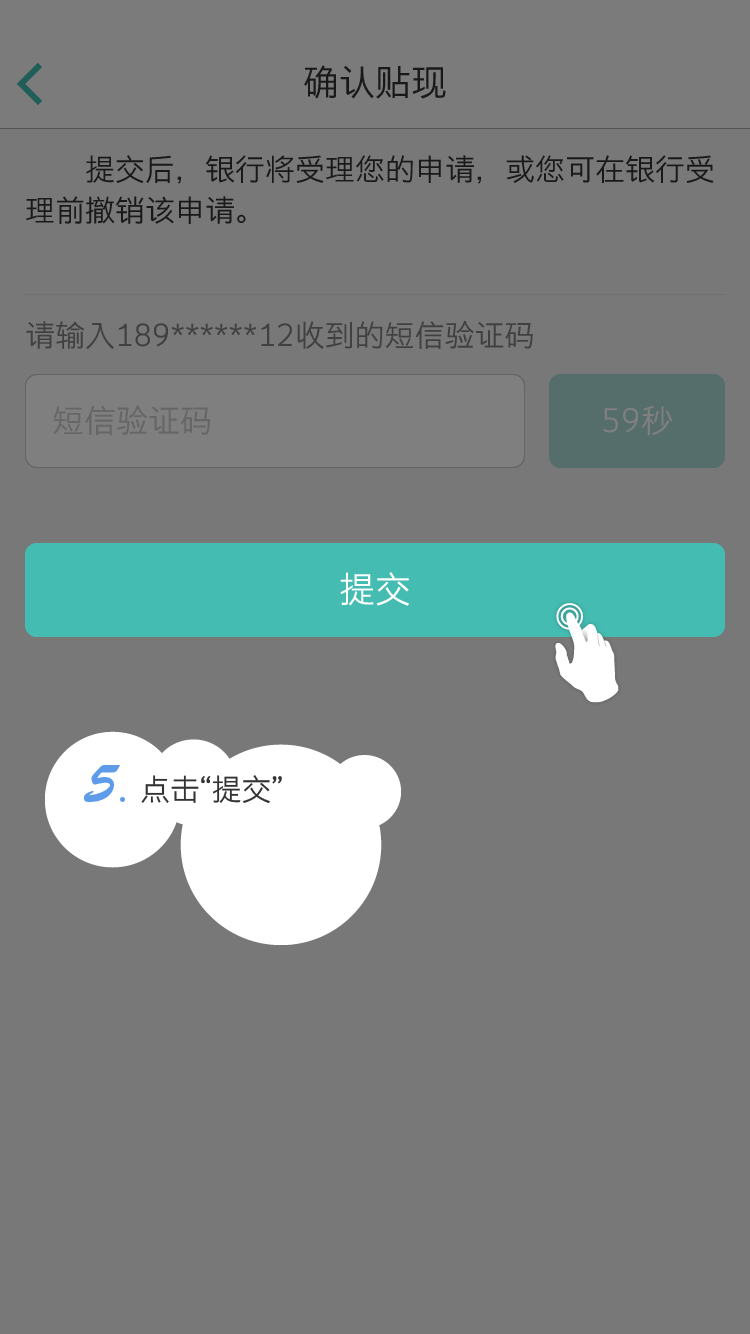 确认贴现
提交后，银行将受理您的申请，或您可在银行受
理前撤销该申请。
请输入189******12收到的短信验证码
短信验证码
59秒
提交
5. 点击“提交”